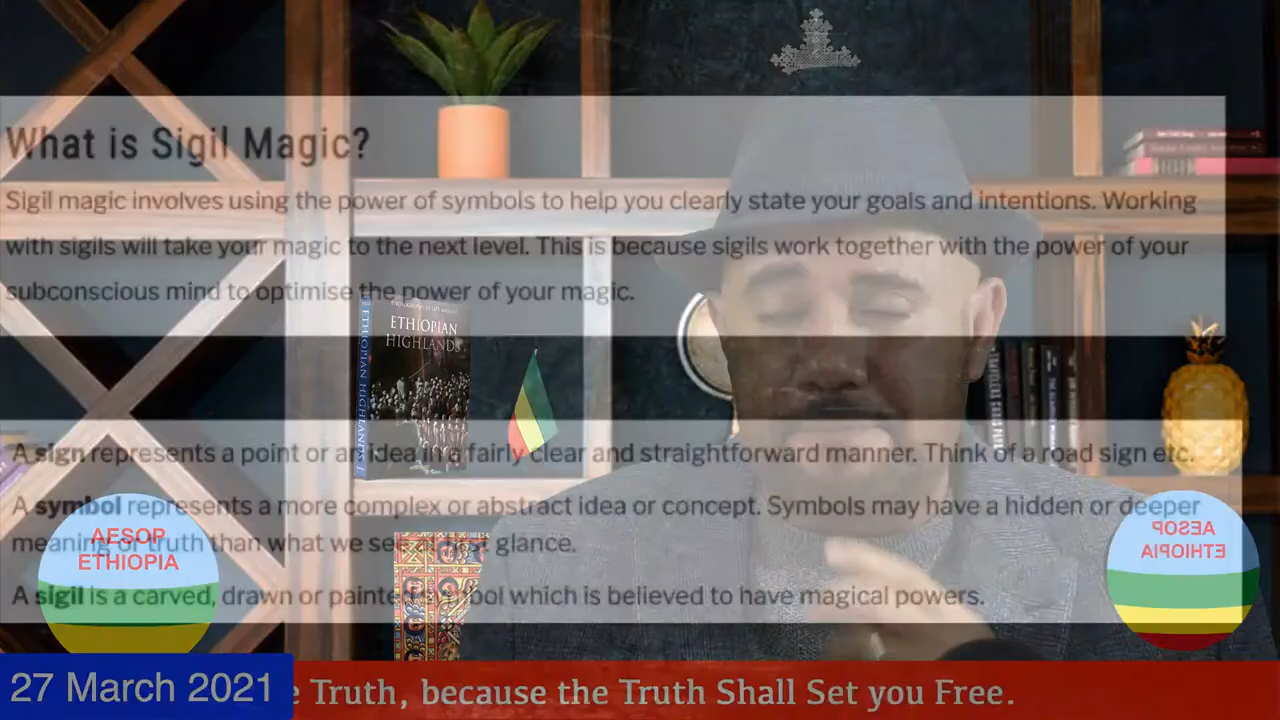 What is Sigil Magic?
Sigil magic involves using the power of symbols to help you clearly state your goals and intentions. Working
with sigils will take your magic to the next level. This is because sigils work together with the power of your
subconscious mind to optimise the power of your magic.
ETHIOPIAN
HIGHLANDS
ETHIOPIAN HIGHLANDS
A sign represents a point or an idea in a fairly clear and straightforward manner. Think of a road sign etc.
A symbol represents a more complex or abstract idea or concept. Symbols may have a hidden or deeper
meaning or truth than what we see at glance.
A sigil is a carved, drawn or painted symbol which is believed to have magical powers.
AESOP
ETHIOPIA
AESOP
ETHIOPIA
27 March 2021
e Truth, because the Truth Shall Set you Free.